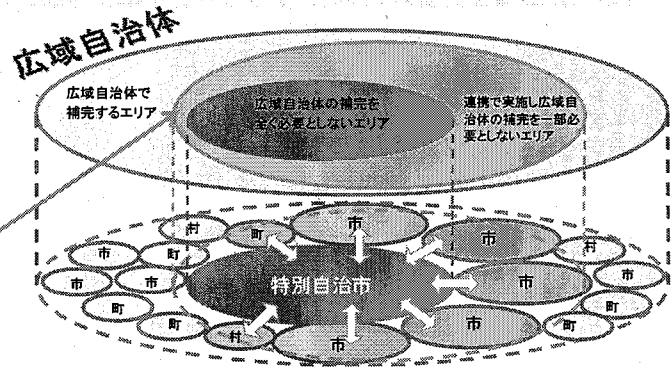 広域自治体
広域自治体で
補完するエリア
広域自治体の補完を
全く必要としないエリア
連携で実施し広域自
治体の補完を一部必
要としないエリア
村
町
市
市
村
市
町
市
市
市
特別自治市
市
町
町
町
町
村
市
市